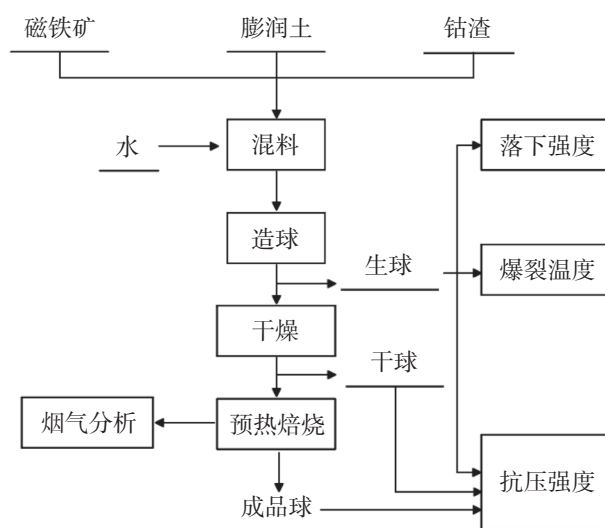 磁铁矿
膨润土
钴渣
水
混料
落下强度
造球
生球
爆裂温度
干燥
干球
烟气分析
预热焙烧
抗压强度
成品球